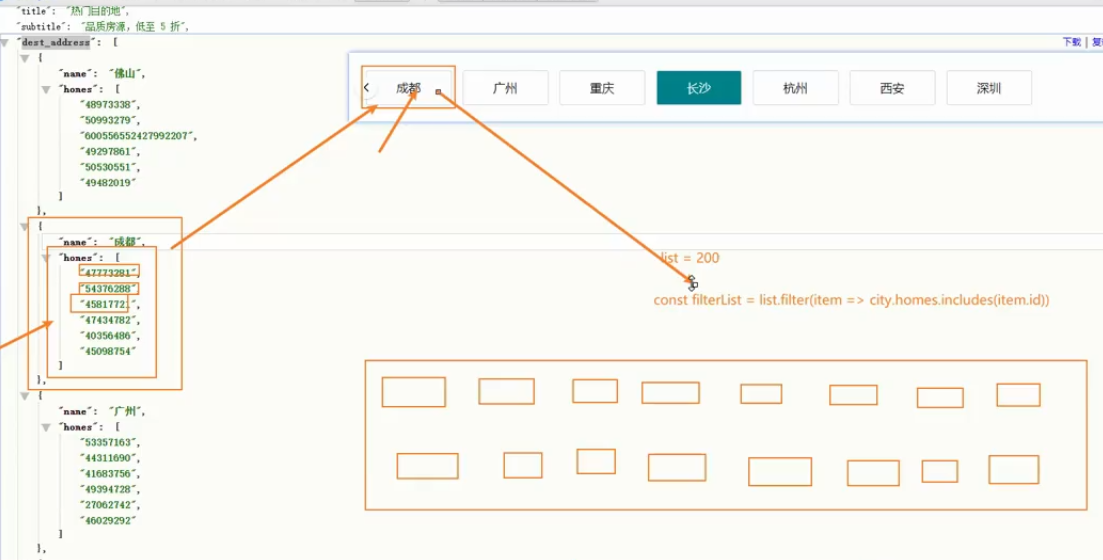 "title": "热门目的地",
"subtitle": "品质房源，低至 5 折",
"dest_address": [
下载 | 复
{
"name": "佛山",
"homes": [
"48973338",
"50993279",
"600556552427992207",
"49297861",
"50530551",
"49482019"
]
},
成都 广州 重庆 长沙 杭州 西安 深圳
{
"name": "成都",
"homes": [
"47773281",
"54376288",
"45817721",
"47434782",
"40356486",
"45098754"
]
},
list = 200
const filterList = list.filter(item => city.homes.includes(item.id))
{
"name": "广州",
"homes": [
"53357163",
"44311690",
"41683756",
"49394728",
"27062742",
"46029292"
]
},